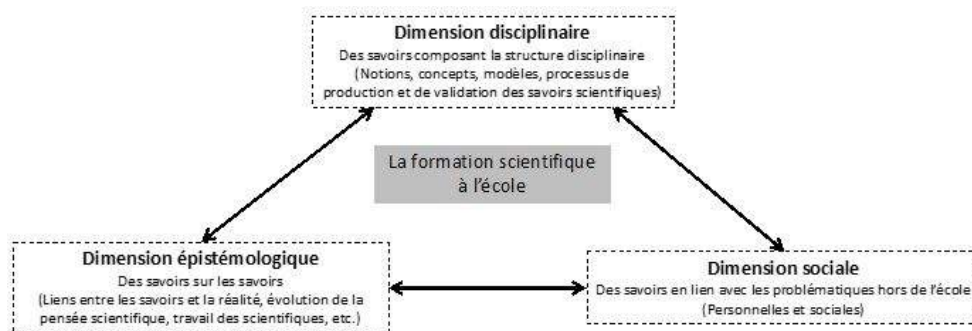 Dimension disciplinaire
Des savoirs composant la structure disciplinaire
(Notions, concepts, modèles, processus de
production et de validation des savoirs scientifiques)
La formation scientifique
à l'école
Dimension épistémologique
Des savoirs sur les savoirs
(Liens entre les savoirs et la réalité, évolution de la
pensée scientifique, travail des scientifiques, etc.)
Dimension sociale
Des savoirs en lien avec les problématiques hors de l'école
(Personnelles et sociales)